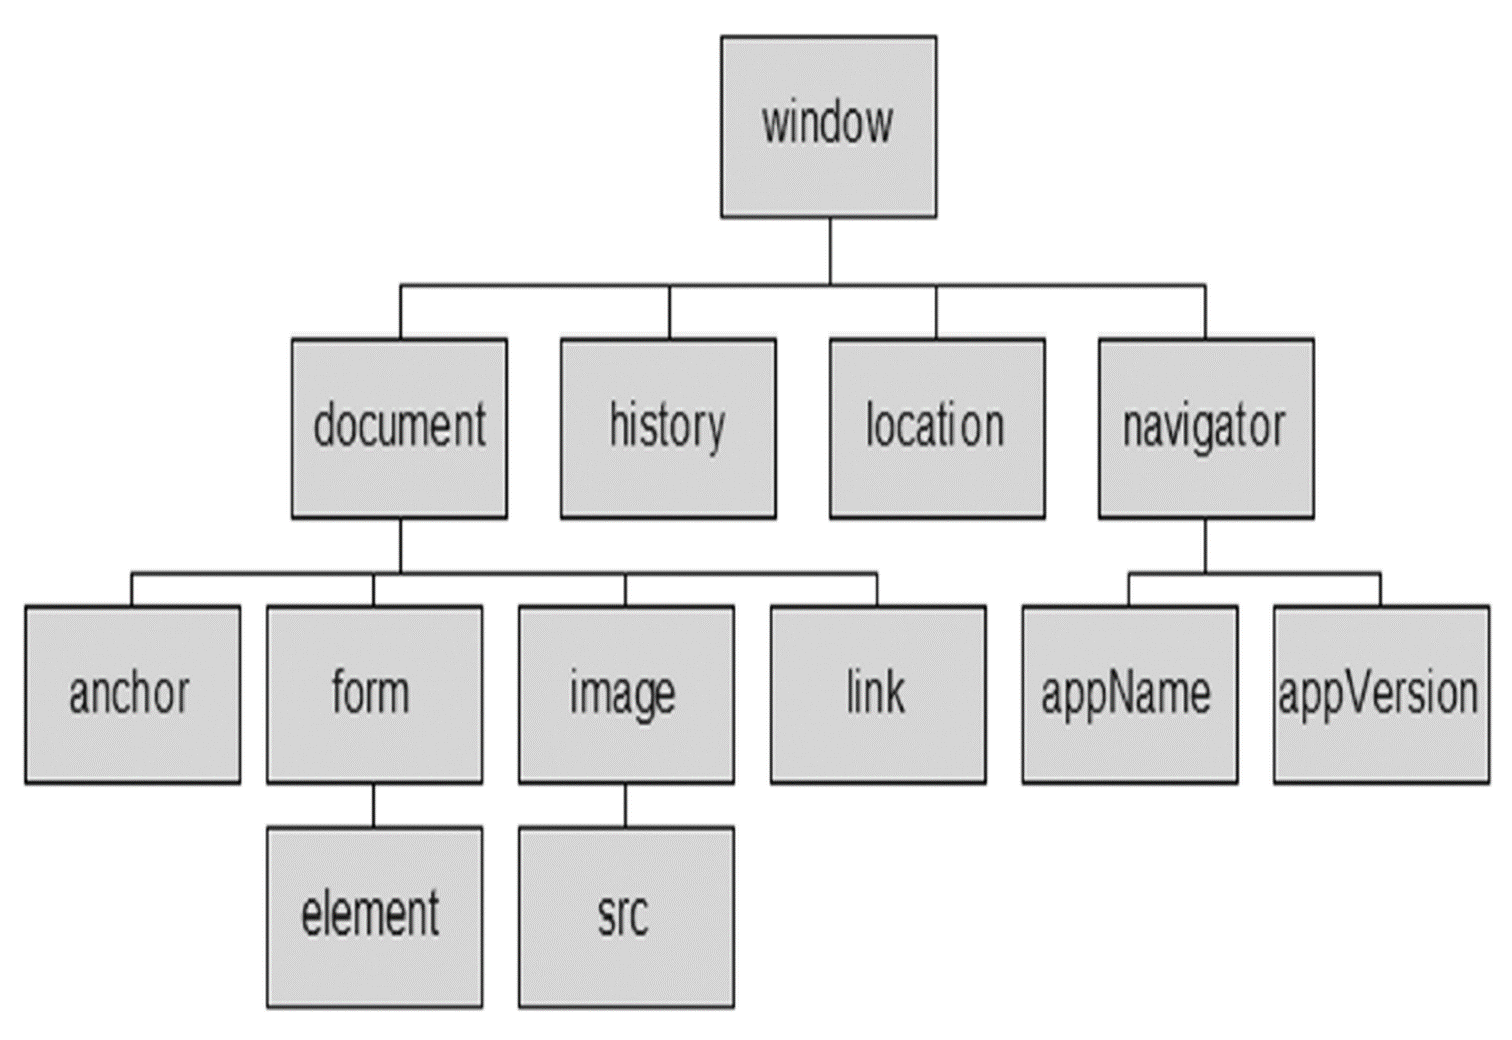 window
document
history
location
navigator
anchor
form
image
link
appName
appVersion
element
src